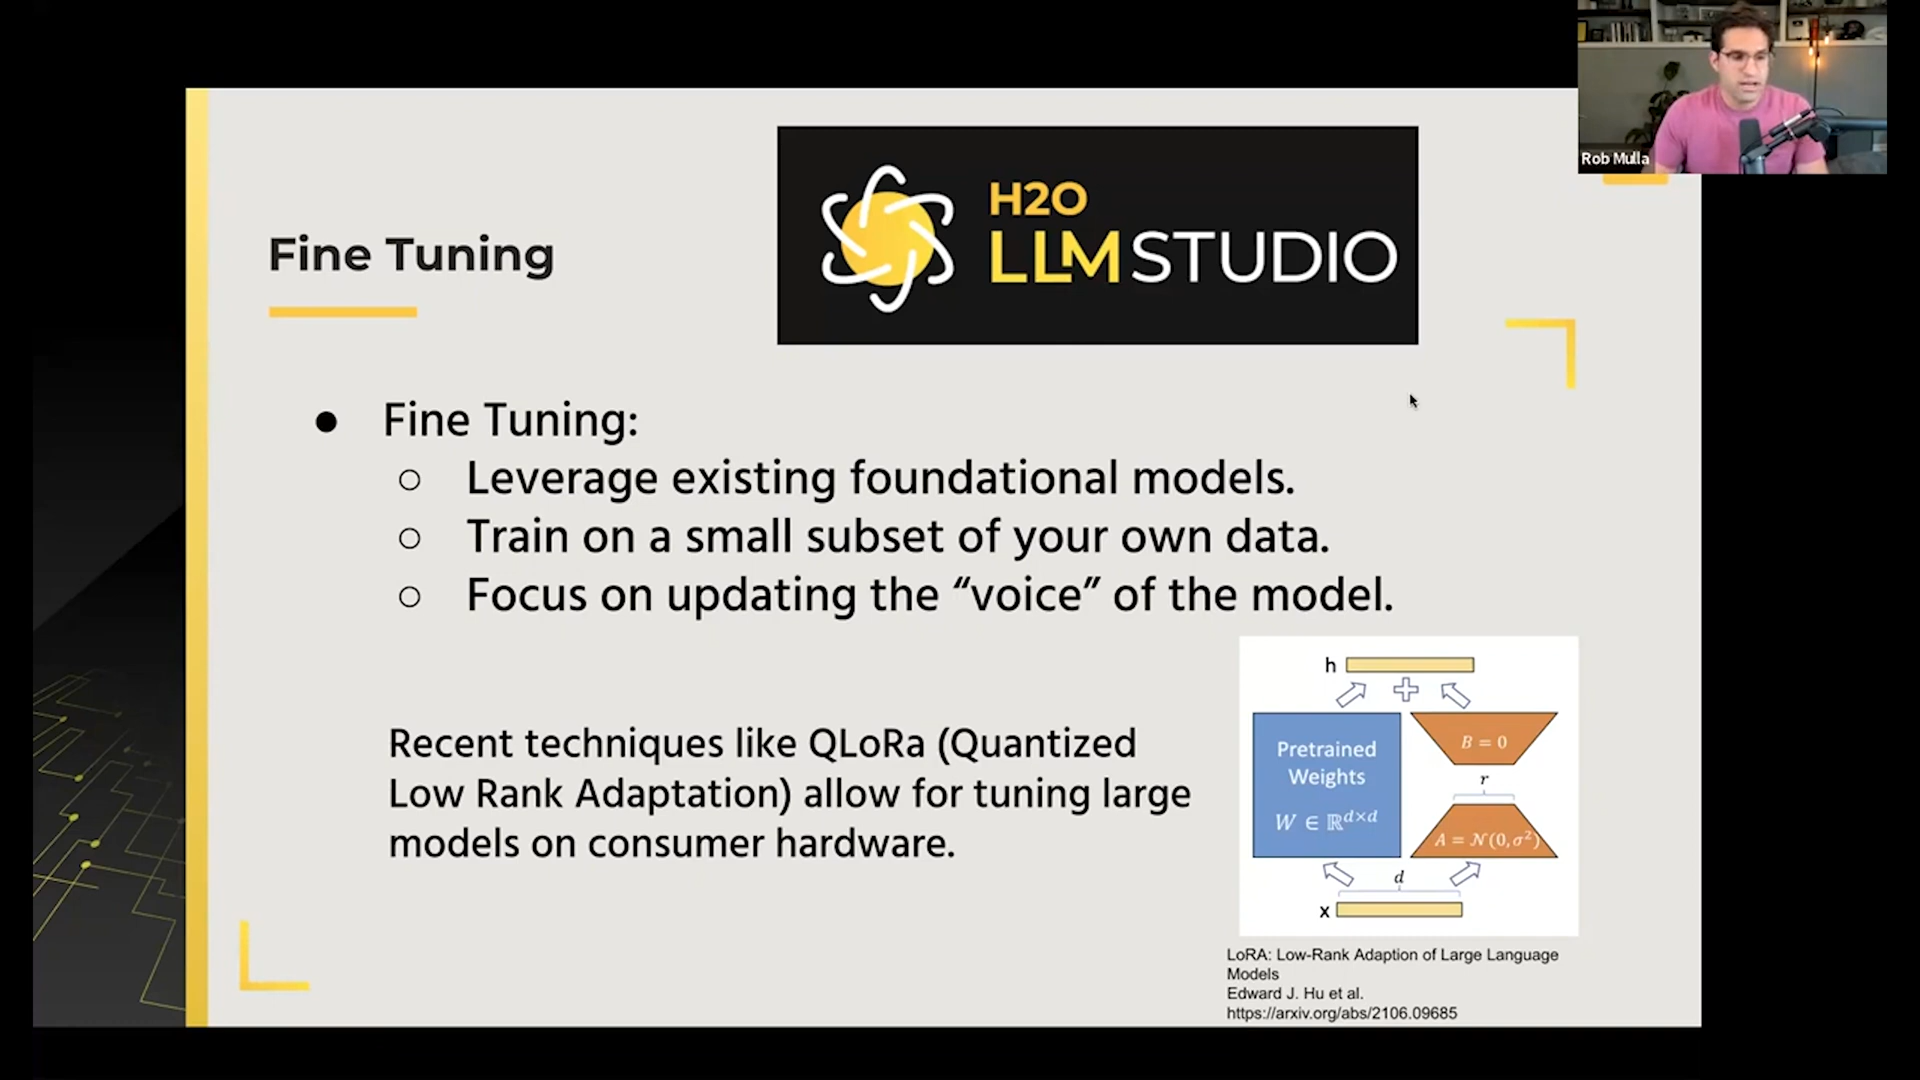 Rob Mulla
H2O
LLM STUDIO
Fine Tuning
● Fine Tuning:
○ Leverage existing foundational models.
○ Train on a small subset of your own data.
○ Focus on updating the “voice” of the model.
Recent techniques like QLoRa (Quantized
Low Rank Adaptation) allow for tuning large
models on consumer hardware.
h
Pretrained
Weights
W ∈ ℝ^{d×d}
B = 0
r
A = 𝒩(0, σ²)
d
x
LoRA: Low-Rank Adaption of Large Language
Models
Edward J. Hu et al.
https://arxiv.org/abs/2106.09685